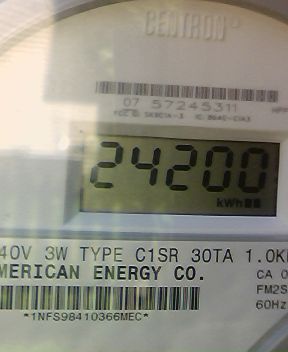 CENTRON
07 57245311
24200
kWh
40V 3W TYPE C1SR 30TA 1.0K
MERICAN ENERGY CO.
CA 0
FM2S
60Hz
*1NFS98410366MEC*